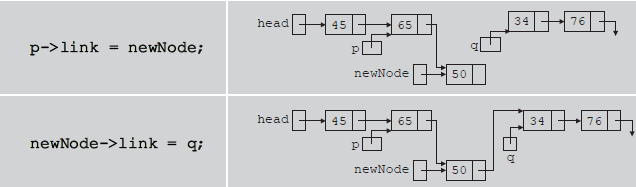 p->link = newNode;
head 45 65 34 76
p q
newNode 50
newNode->link = q;
head 45 65 34 76
p q
newNode 50